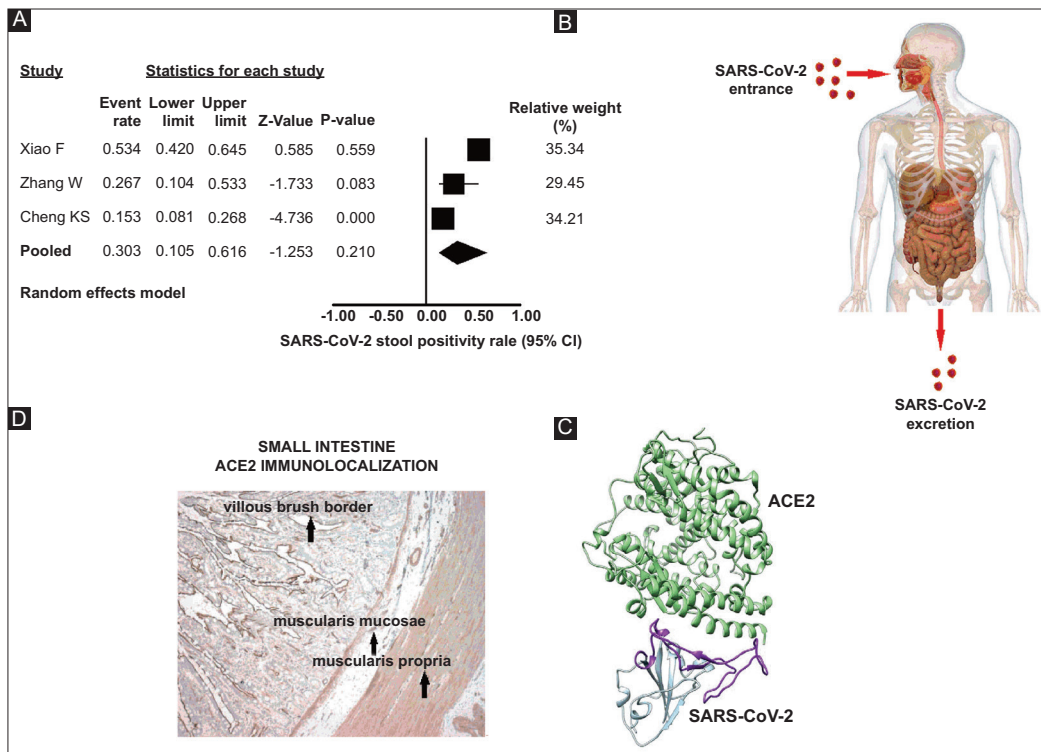 A
Study Statistics for each study
Event rate Lower limit Upper limit Z-Value P-value Relative weight (%)
Xiao F 0.534 0.420 0.645 0.585 0.559 35.34
Zhang W 0.267 0.104 0.533 -1.733 0.083 29.45
Cheng KS 0.153 0.081 0.268 -4.736 0.000 34.21
Pooled 0.303 0.105 0.616 -1.253 0.210
Random effects model
-1.00 -0.50 0.00 0.50 1.00
SARS-CoV-2 stool positivity rale (95% CI)
B
SARS-CoV-2
entrance
SARS-CoV-2
excretion
D
SMALL INTESTINE
ACE2 IMMUNOLOCALIZATION
villous brush border
muscularis mucosae
muscularis propria
C
ACE2
SARS-CoV-2